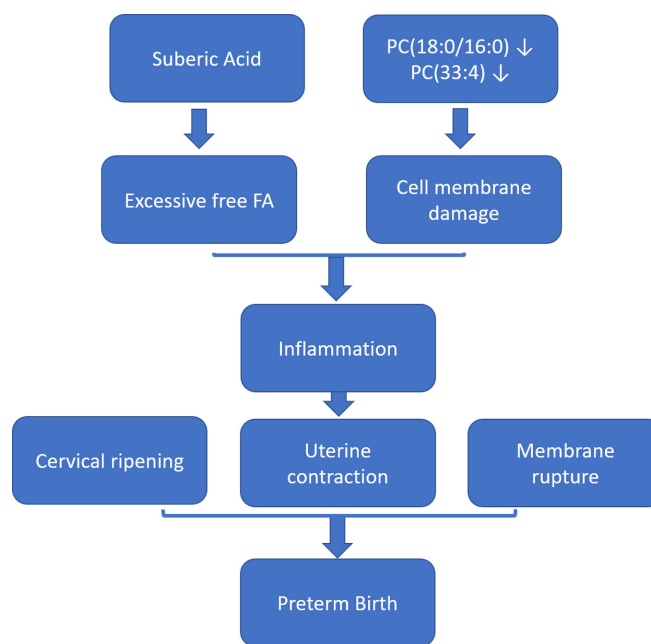 Suberic Acid
PC(18:0/16:0) ↓
PC(33:4) ↓
Excessive free FA
Cell membrane
damage
Inflammation
Cervical ripening
Uterine
contraction
Membrane
rupture
Preterm Birth